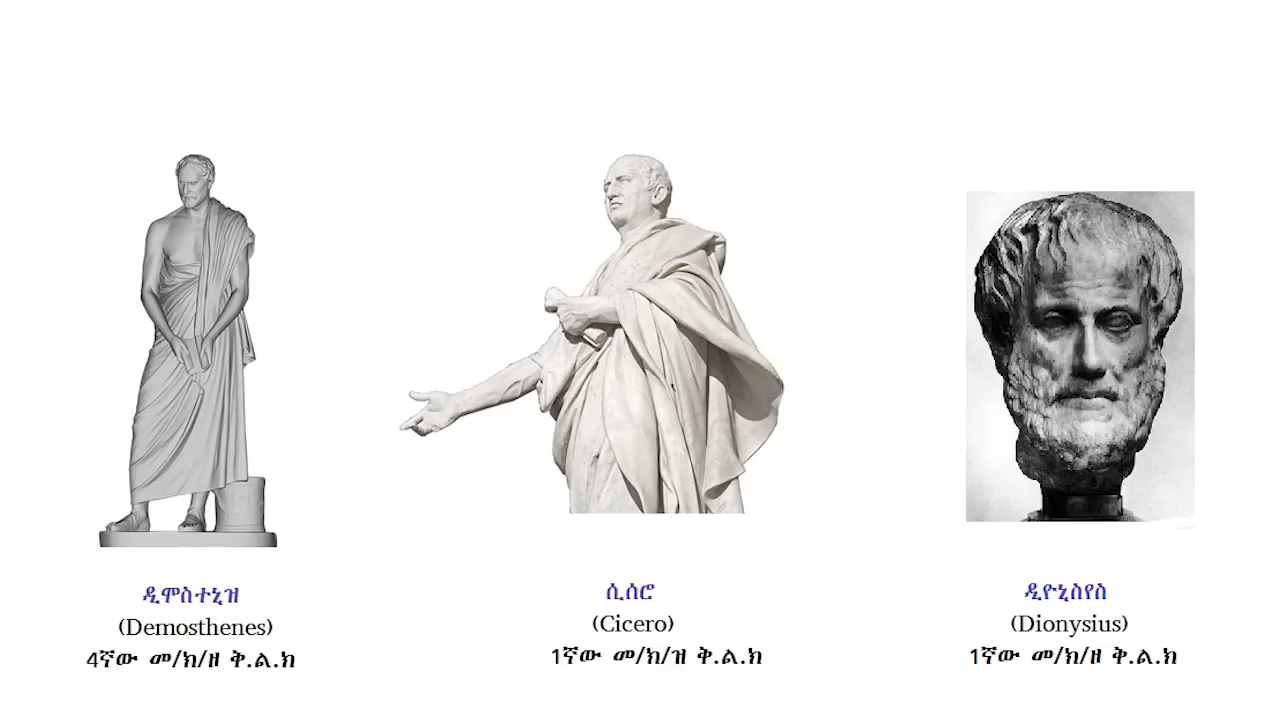 ዲሞስተኒዝ
(Demosthenes)
4ኛው መ/ክ/ዘ ቅ.ል.ክ
ሲሰሮ
(Cicero)
1ኛው መ/ክ/ዝ ቅ.ል.ክ
ዲዮኒስየስ
(Dionysius)
1ኛው መ/ክ/ዘ ቅ.ል.ክ